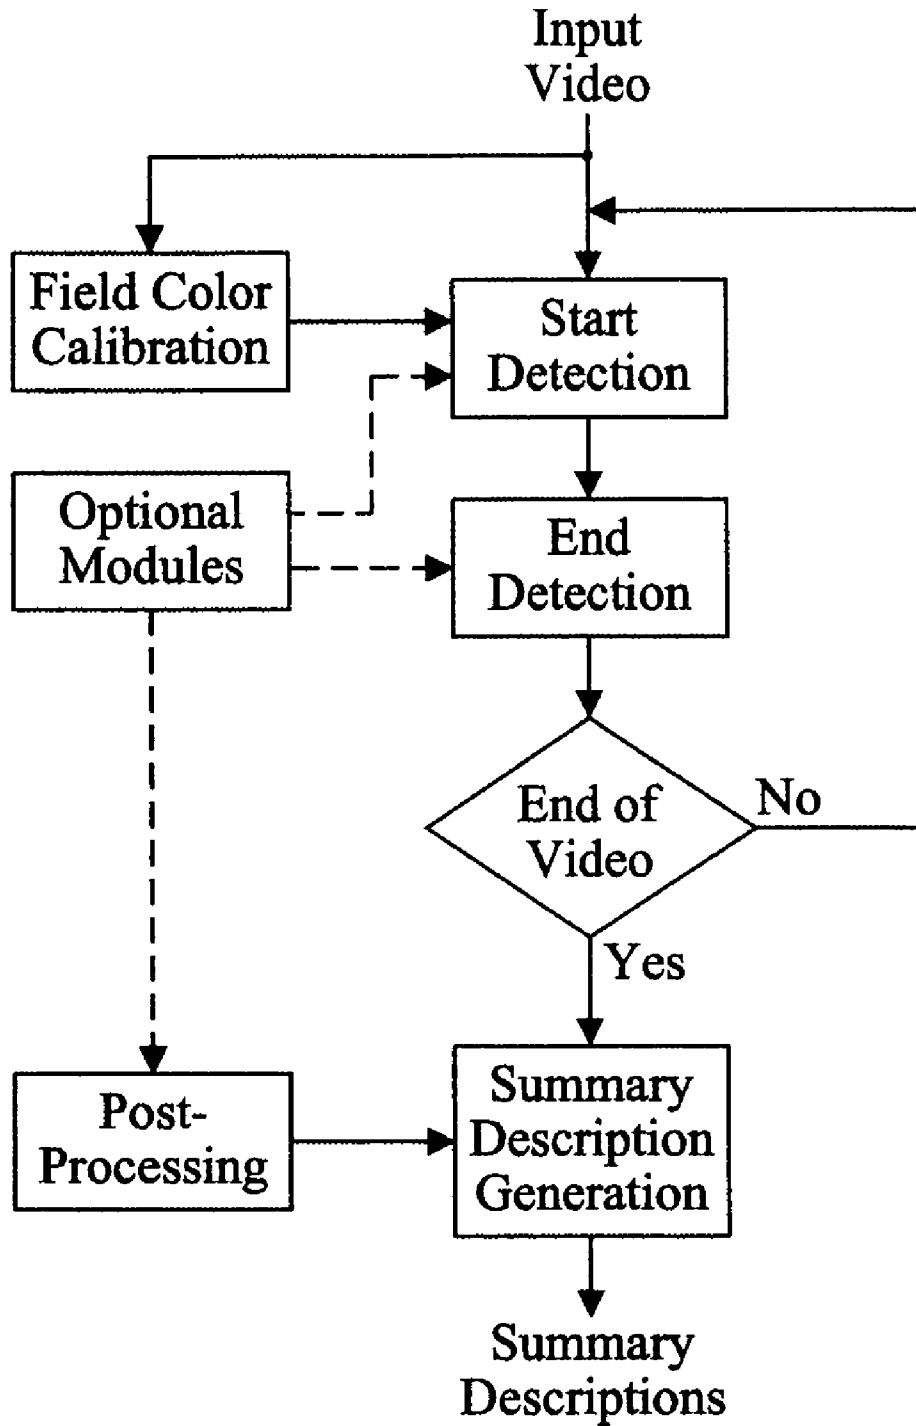 Input
Video
Field Color
Calibration
Start
Detection
Optional
Modules
End
Detection
End of
Video
No
Yes
Post-
Processing
Summary
Description
Generation
Summary
Descriptions